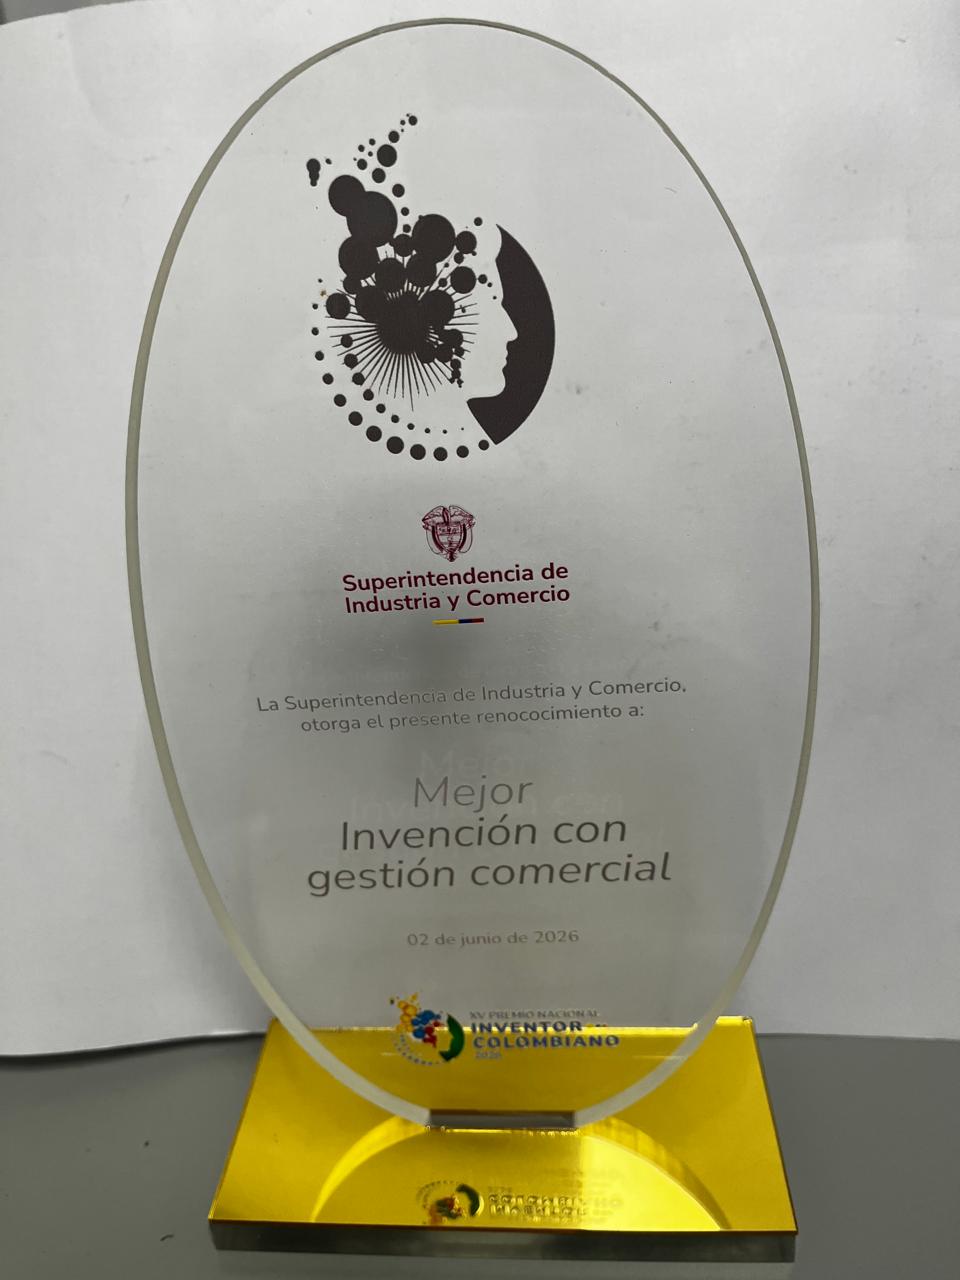 Superintendencia de
Industria y Comercio
La Superintendencia de Industria y Comercio,
otorga el presente renococimiento a:
Mejor
Invención con
gestión comercial
02 de junio de 2026
XV PREMIO NACIONAL
INVENTOR
COLOMBIANO
2026